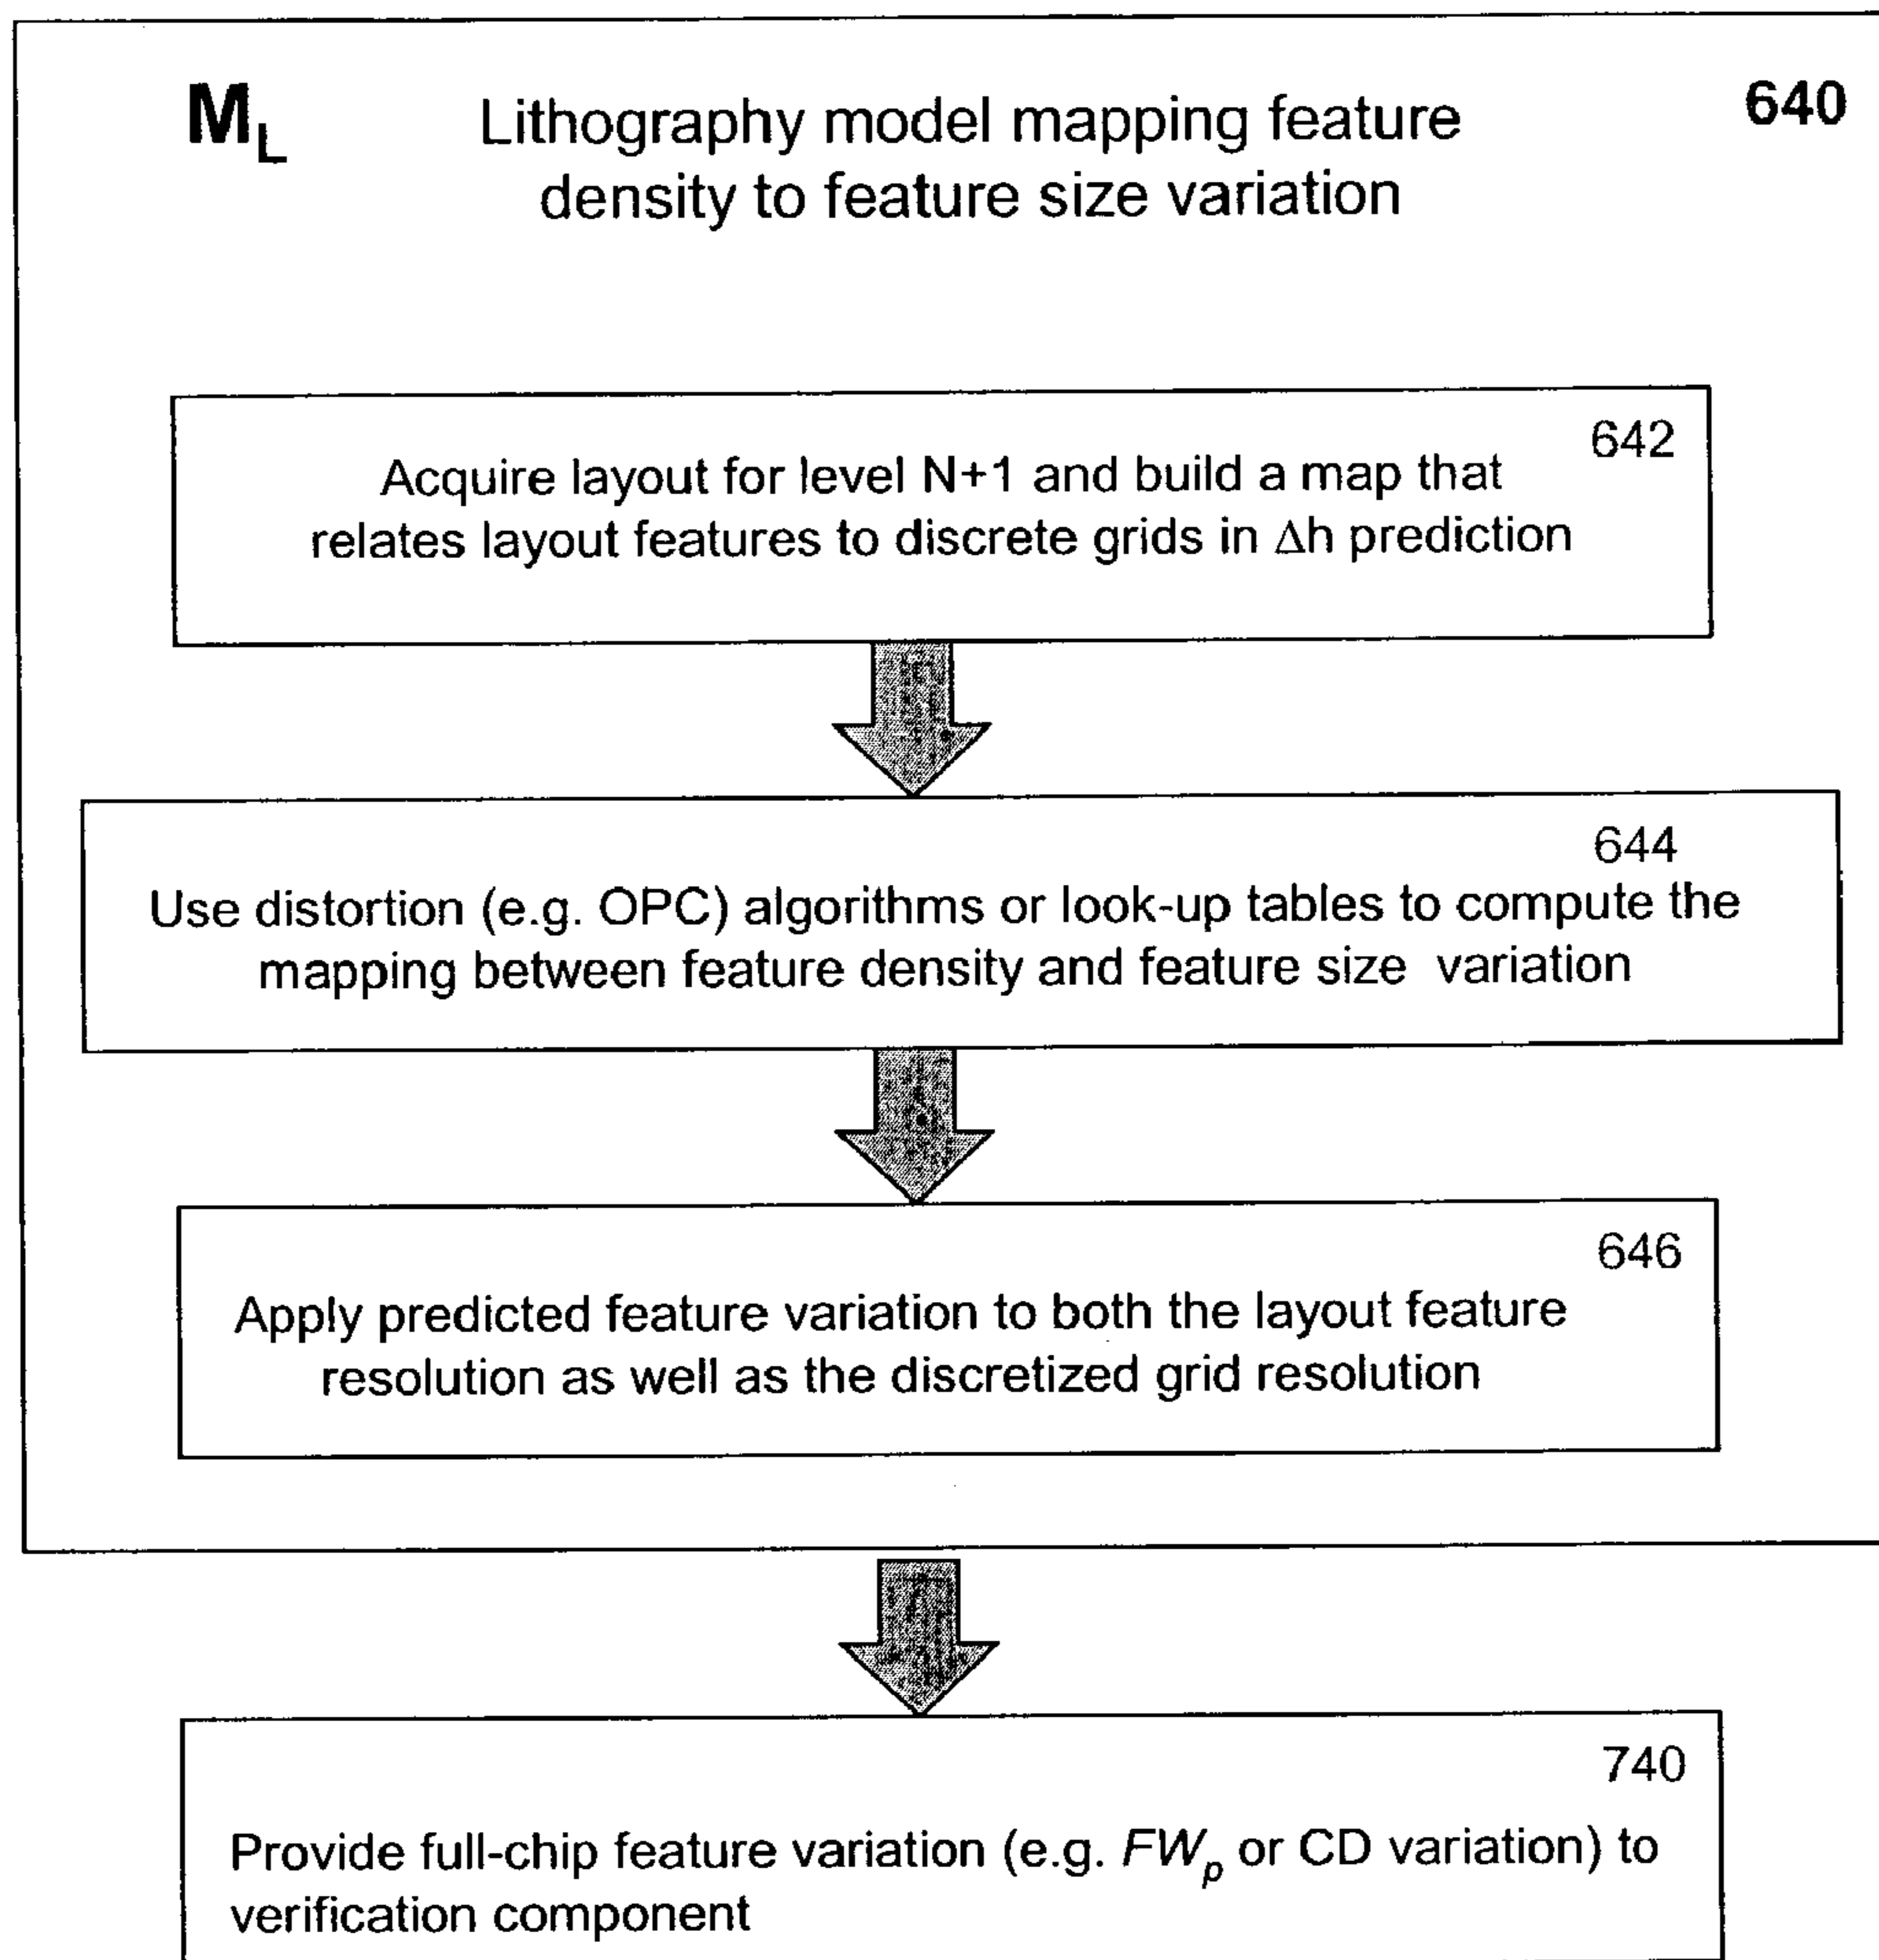 M_L Lithography model mapping feature 640
density to feature size variation
642
Acquire layout for level N+1 and build a map that
relates layout features to discrete grids in Δh prediction
644
Use distortion (e.g. OPC) algorithms or look-up tables to compute the
mapping between feature density and feature size variation
646
Apply predicted feature variation to both the layout feature
resolution as well as the discretized grid resolution
740
Provide full-chip feature variation (e.g. FW_p or CD variation) to
verification component